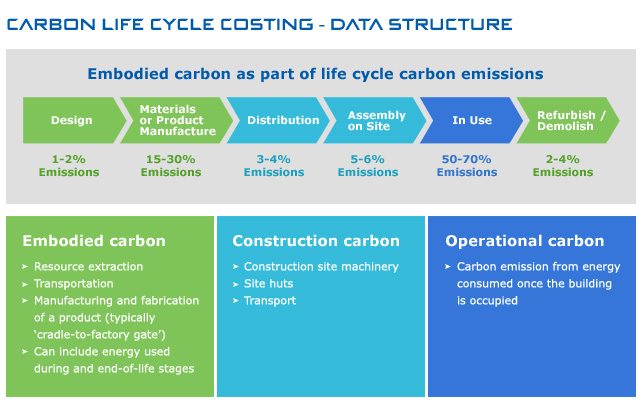 CARBON LIFE CYCLE COSTING - DATA STRUCTURE
Embodied carbon as part of life cycle carbon emissions
Design
Materials
or Product
Manufacture
Distribution
Assembly
on Site
In Use
Refurbish /
Demolish
1-2%
Emissions
15-30%
Emissions
3-4%
Emissions
5-6%
Emissions
50-70%
Emissions
2-4%
Emissions
Embodied carbon
➤ Resource extraction
➤ Transportation
➤ Manufacturing and fabrication
of a product (typically
‘cradle-to-factory gate’)
➤ Can include energy used
during and end-of-life stages
Construction carbon
➤ Construction site machinery
➤ Site huts
➤ Transport
Operational carbon
➤ Carbon emission from energy
consumed once the building
is occupied